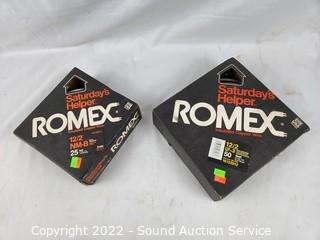 Saturday's
Helper.
ROMEX
12/2
NM-B
25
ROMEX
Saturday's
Helper.
ROMEX
12/2
50
Copyright 2022 - Sound Auction Service